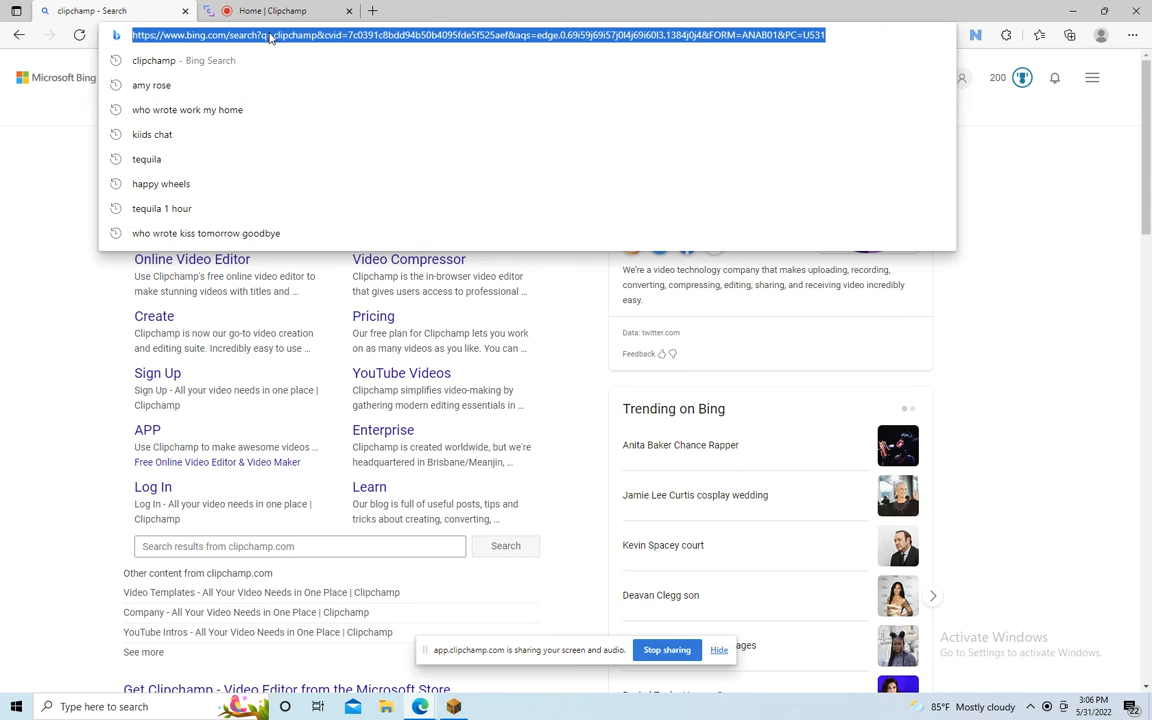 clipchamp - Search
Home | Clipchamp
https://www.bing.com/search?q=clipchamp&cvid=7c0391c8bdd94b50b4095fde5f525aef&aqs=edge.0.69i59j69i57j0l4j69i60l3.1384j0j4&FORM=ANAB01&PC=U531
clipchamp - Bing Search
amy rose
who wrote work my home
kiids chat
tequila
happy wheels
tequila 1 hour
who wrote kiss tomorrow goodbye
Microsoft Bing
200
Online Video Editor
Use Clipchamp's free online video editor to
make stunning videos with titles and ...
Video Compressor
Clipchamp is the in-browser video editor
that gives users access to professional ...
Create
Clipchamp is now our go-to video creation
and editing suite. Incredibly easy to use ...
Pricing
Our free plan for Clipchamp lets you work
on as many videos as you like. You can ...
Sign Up
Sign Up - All your video needs in one place |
Clipchamp
YouTube Videos
Clipchamp simplifies video-making by
gathering modern editing essentials in ...
APP
Use Clipchamp to make awesome videos ...
Free Online Video Editor & Video Maker
Enterprise
Clipchamp is created worldwide, but we're
headquartered in Brisbane/Meanjin, ...
Log In
Log In - All your video needs in one place |
Clipchamp
Learn
Our blog is full of useful posts, tips and
tricks about creating, converting, ...
Search results from clipchamp.com
Search
Other content from clipchamp.com
Video Templates - All Your Video Needs in One Place | Clipchamp
Company - All Your Video Needs in One Place | Clipchamp
YouTube Intros - All Your Video Needs in One Place | Clipchamp
See more
Get Clipchamp - Video Editor from the Microsoft Store
We're a video technology company that makes uploading, recording,
converting, compressing, editing, sharing, and receiving video incredibly
easy.
Data: twitter.com
Feedback
Trending on Bing
Anita Baker Chance Rapper
Jamie Lee Curtis cosplay wedding
Kevin Spacey court
Deavan Clegg son
ages
app.clipchamp.com is sharing your screen and audio.
Stop sharing
Hide
Activate Windows
Go to Settings to activate Windows.
Type here to search
85°F Mostly cloudy
3:06 PM
5/31/2022
22